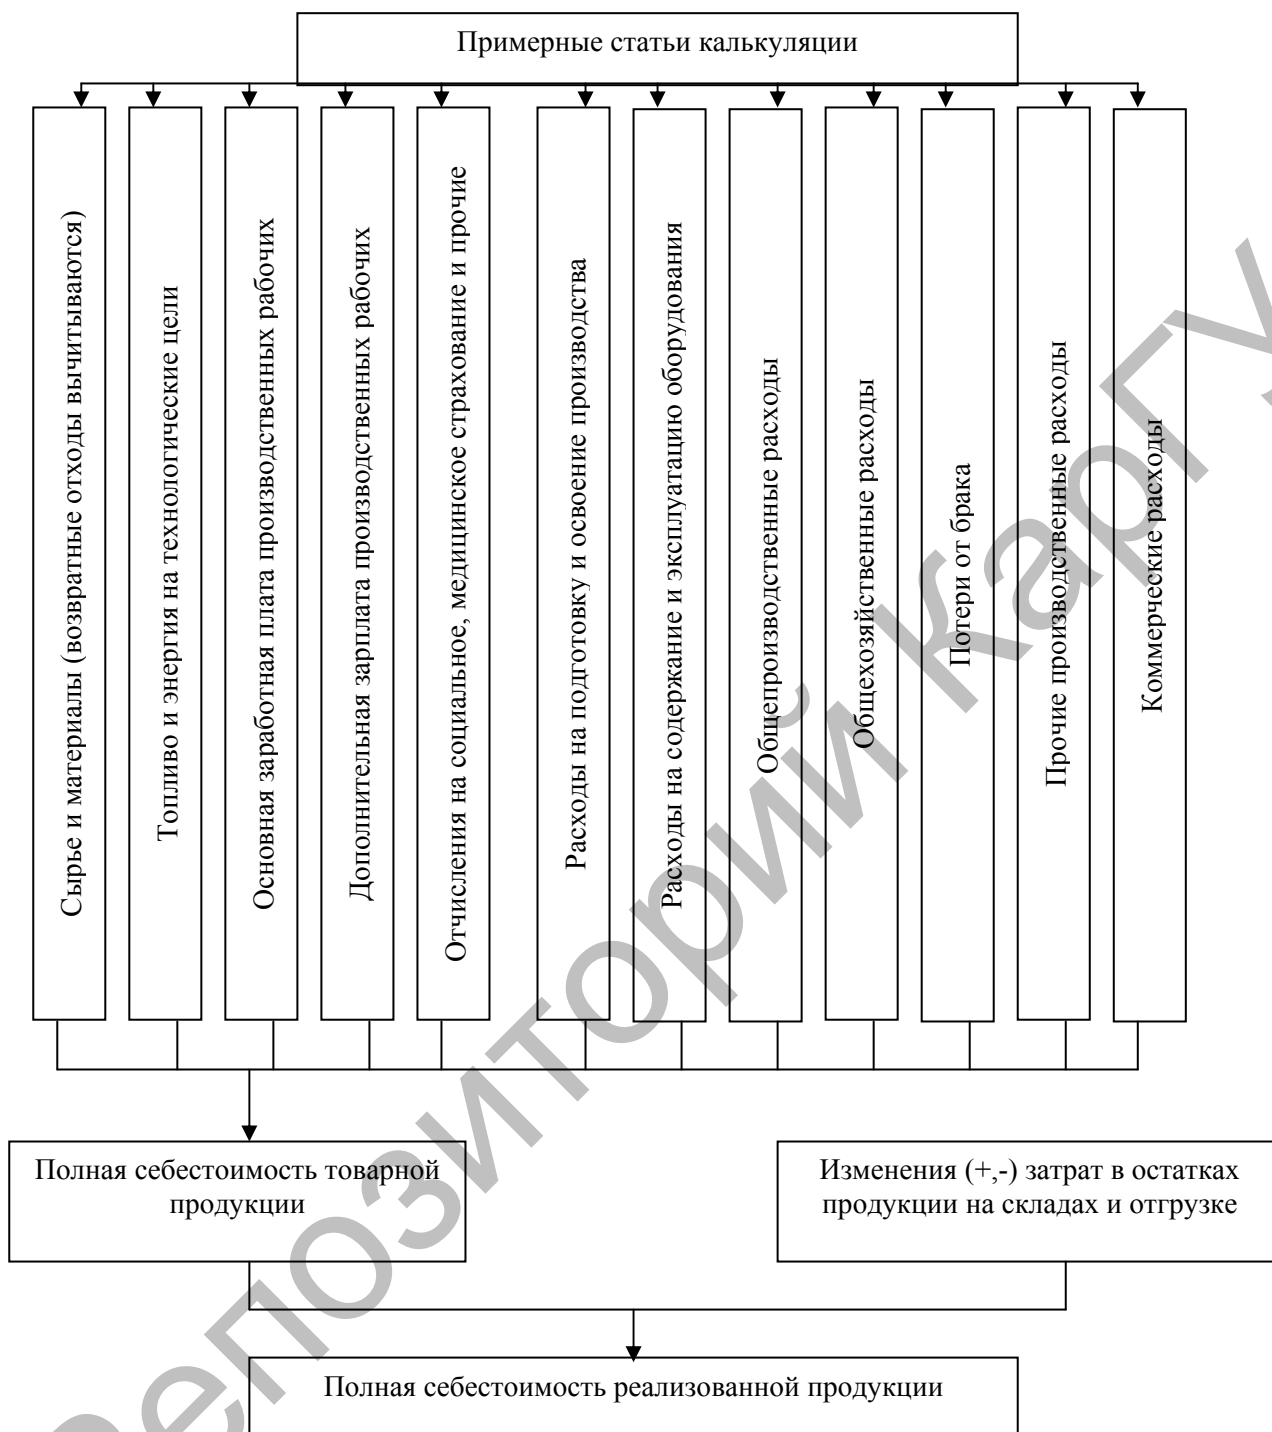 Примерные статьи калькуляции
Сырье и материалы (возвратные отходы вычитываются)
Топливо и энергия на технологические цели
Основная заработная плата производственных рабочих
Дополнительная зарплата производственных рабочих
Отчисления на социальное, медицинское страхование и прочие
Расходы на подготовку и освоение производства
Расходы на содержание и эксплуатацию оборудования
Общепроизводственные расходы
Общехозяйственные расходы
Потери от брака
Прочие производственные расходы
Коммерческие расходы
Полная себестоимость товарной
продукции
Изменения (+,-) затрат в остатках
продукции на складах и отгрузке
Полная себестоимость реализованной продукции
Репозиторий КарГУ